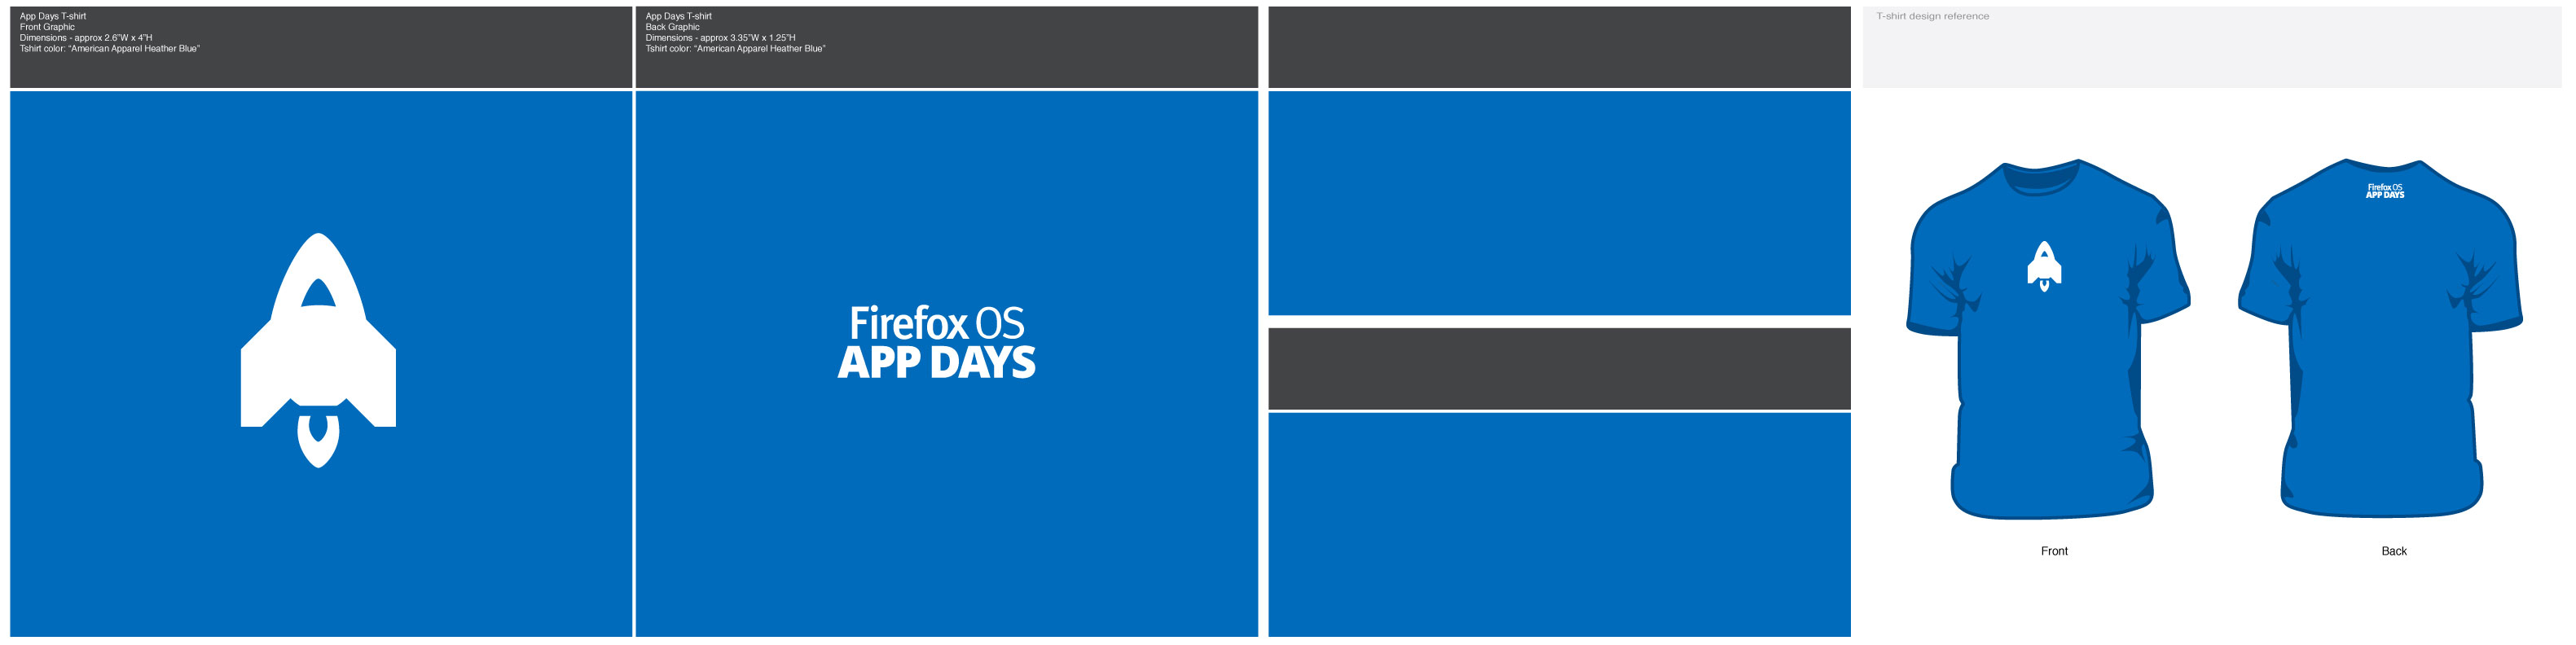 App Days T-shirt
Front Graphic
Dimensions - approx 2.6"W x 4"H
Tshirt color: “American Apparel Heather Blue”
App Days T-shirt
Back Graphic
Dimensions - approx 3.35"W x 1.25"H
Tshirt color: “American Apparel Heather Blue”
T-shirt design reference
Firefox OS
APP DAYS
Firefox OS
APP DAYS
Front
Back